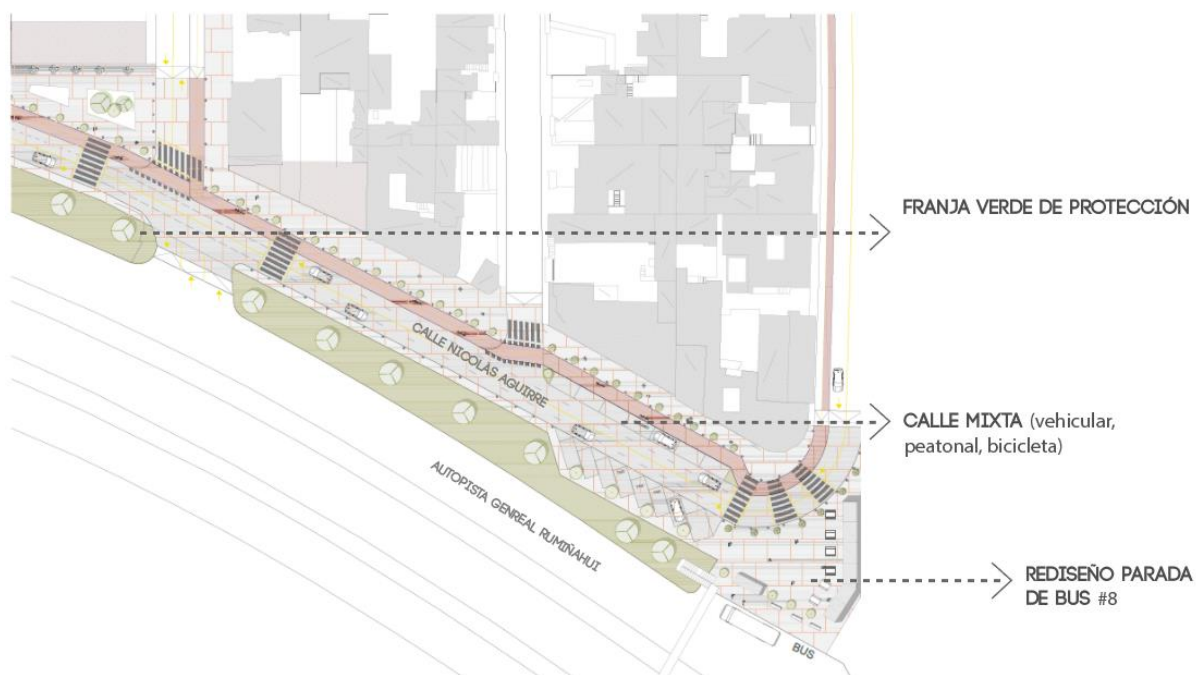 FRANJA VERDE DE PROTECCIÓN
CALLE NICOLÁS AGUIRRE
CALLE MIXTA (vehicular,
peatonal, bicicleta)
AUTOPISTA GENREAL RUMIÑAHUI
REDISEÑO PARADA
DE BUS #8
BUS